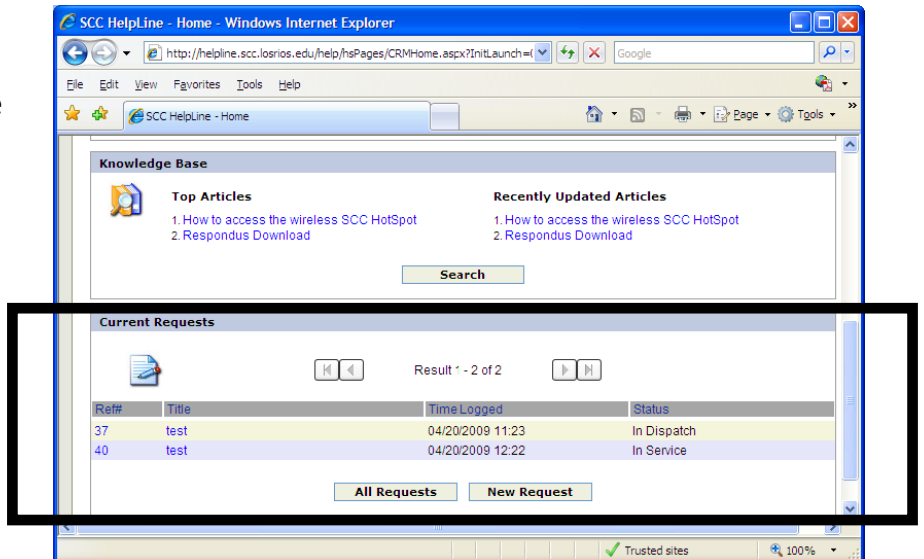 SCC HelpLine - Home - Windows Internet Explorer
http://helpline.scc.losrios.edu/help/hsPages/CRMHome.aspx?InitLaunch=( Google
File Edit View Favorites Tools Help
SCC HelpLine - Home Page Tools »
Knowledge Base
Top Articles Recently Updated Articles
1. How to access the wireless SCC HotSpot 1. How to access the wireless SCC HotSpot
2. Respondus Download 2. Respondus Download
Search
Current Requests
Result 1 - 2 of 2
Ref# Title Time Logged Status
37 test 04/20/2009 11:23 In Dispatch
40 test 04/20/2009 12:22 In Service
All Requests New Request
Trusted sites 100%